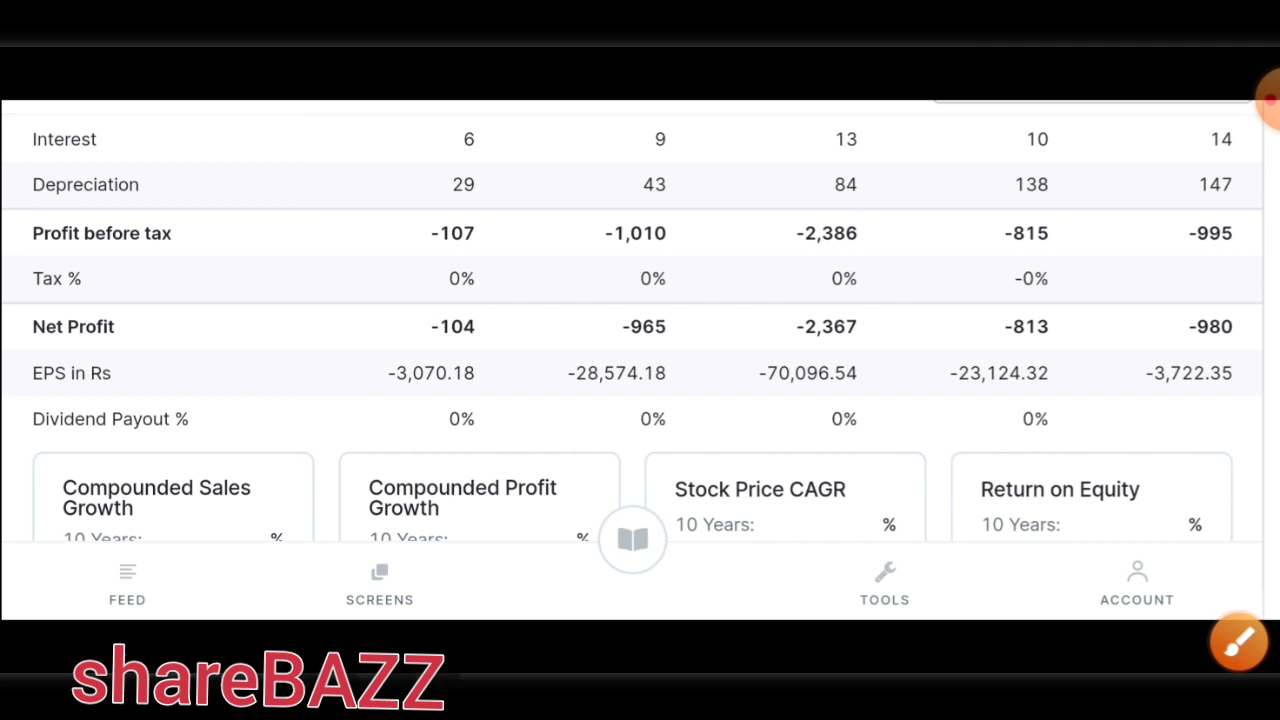 Interest 6 9 13 10 14
Depreciation 29 43 84 138 147
Profit before tax -107 -1,010 -2,386 -815 -995
Tax % 0% 0% 0% -0%
Net Profit -104 -965 -2,367 -813 -980
EPS in Rs -3,070.18 -28,574.18 -70,096.54 -23,124.32 -3,722.35
Dividend Payout % 0% 0% 0% 0%
Compounded Sales
Growth
10 Years: %
Compounded Profit
Growth
10 Years: %
Stock Price CAGR
10 Years: %
Return on Equity
10 Years: %
FEED SCREENS TOOLS ACCOUNT
shareBAZZ